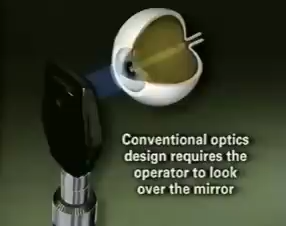 Conventional optics
design requires the
operator to look
over the mirror